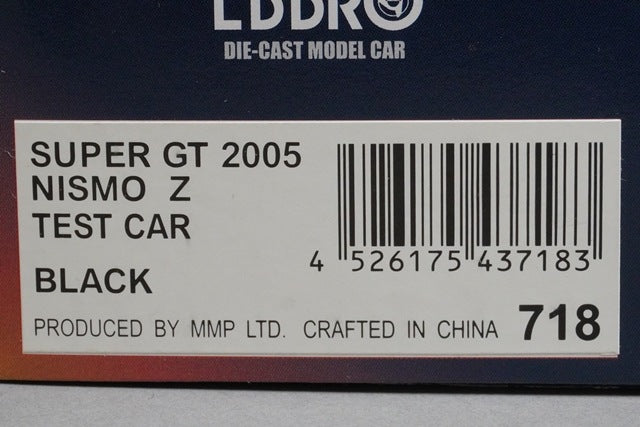 EBBRO
DIE-CAST MODEL CAR
SUPER GT 2005
NISMO Z
TEST CAR
BLACK
4 526175 437183
PRODUCED BY MMP LTD. CRAFTED IN CHINA 718